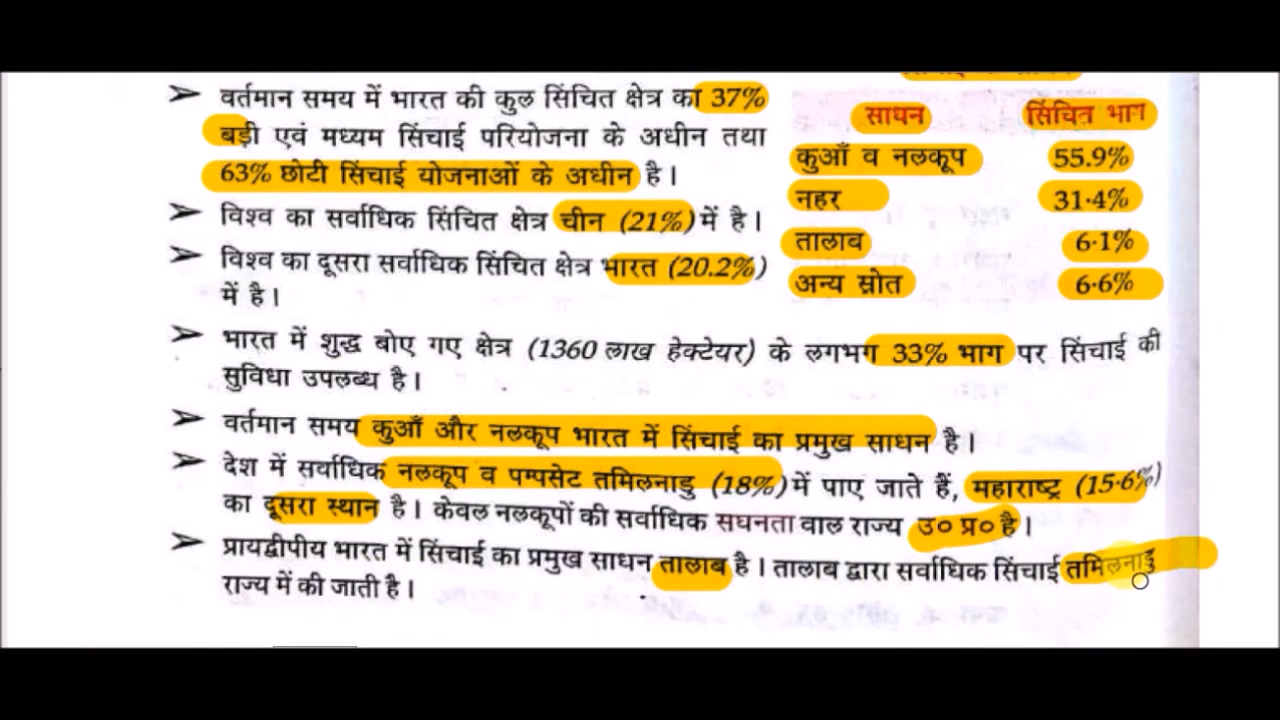 वर्तमान समय में भारत की कुल सिंचित क्षेत्र का 37%
बड़ी एवं मध्यम सिंचाई परियोजना के अधीन तथा
63% छोटी सिंचाई योजनाओं के अधीन है।
विश्व का सर्वाधिक सिंचित क्षेत्र चीन (21%) में है।
विश्व का दूसरा सर्वाधिक सिंचित क्षेत्र भारत (20.2%)
में है।
साधन सिंचित भाग
कुआँ व नलकूप 55.9%
नहर 31·4%
तालाब 6·1%
अन्य स्रोत 6·6%
भारत में शुद्ध बोए गए क्षेत्र (1360 लाख हेक्टेयर) के लगभग 33% भाग पर सिंचाई की
सुविधा उपलब्ध है।
वर्तमान समय कुआँ और नलकूप भारत में सिंचाई का प्रमुख साधन है।
देश में सर्वाधिक नलकूप व पम्पसेट तमिलनाडु (18%) में पाए जाते हैं, महाराष्ट्र (15·6%)
का दूसरा स्थान है। केवल नलकूपों की सर्वाधिक सघनता वाल राज्य उ० प्र० है।
प्रायद्वीपीय भारत में सिंचाई का प्रमुख साधन तालाब है। तालाब द्वारा सर्वाधिक सिंचाई तमिलनाडु
राज्य में की जाती है।